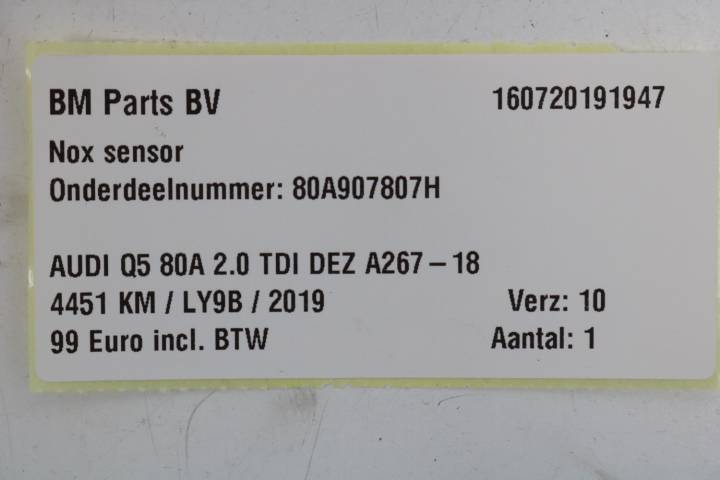 BM Parts BV 160720191947
Nox sensor
Onderdeelnummer: 80A907807H
AUDI Q5 80A 2.0 TDI DEZ A267-18
4451 KM / LY9B / 2019 Verz: 10
99 Euro incl. BTW Aantal: 1